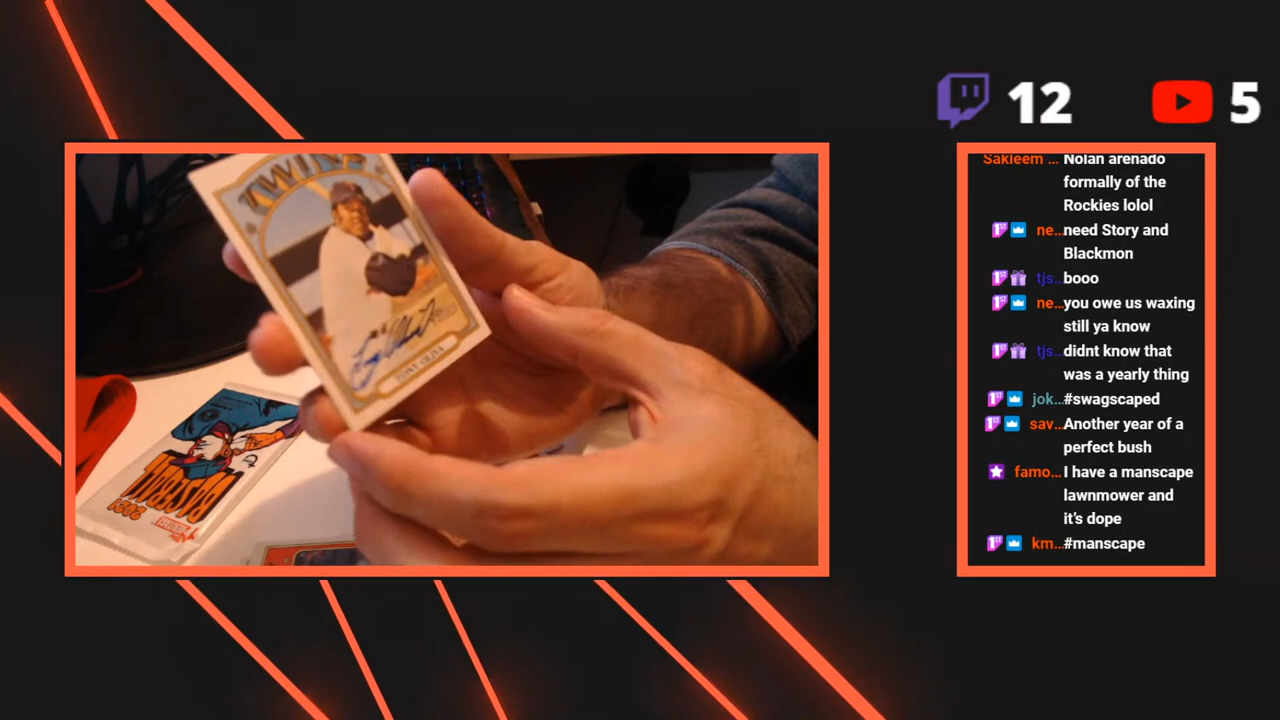 12
5
TWINS
TONY OLIVA
BASEBALL
2021
Sakleem ... Nolan arenado
formally of the
Rockies lolol
ne... need Story and
Blackmon
tjs... booo
ne... you owe us waxing
still ya know
tjs... didnt know that
was a yearly thing
jok... #swagscaped
sav... Another year of a
perfect bush
famo... I have a manscape
lawnmower and
it's dope
km... #manscape